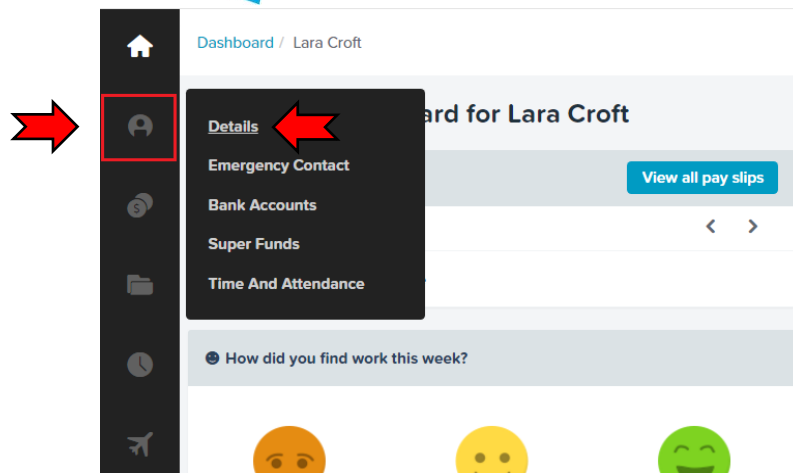 Dashboard / Lara Croft
ard for Lara Croft
Details
Emergency Contact
Bank Accounts
Super Funds
Time And Attendance
View all pay slips
How did you find work this week?